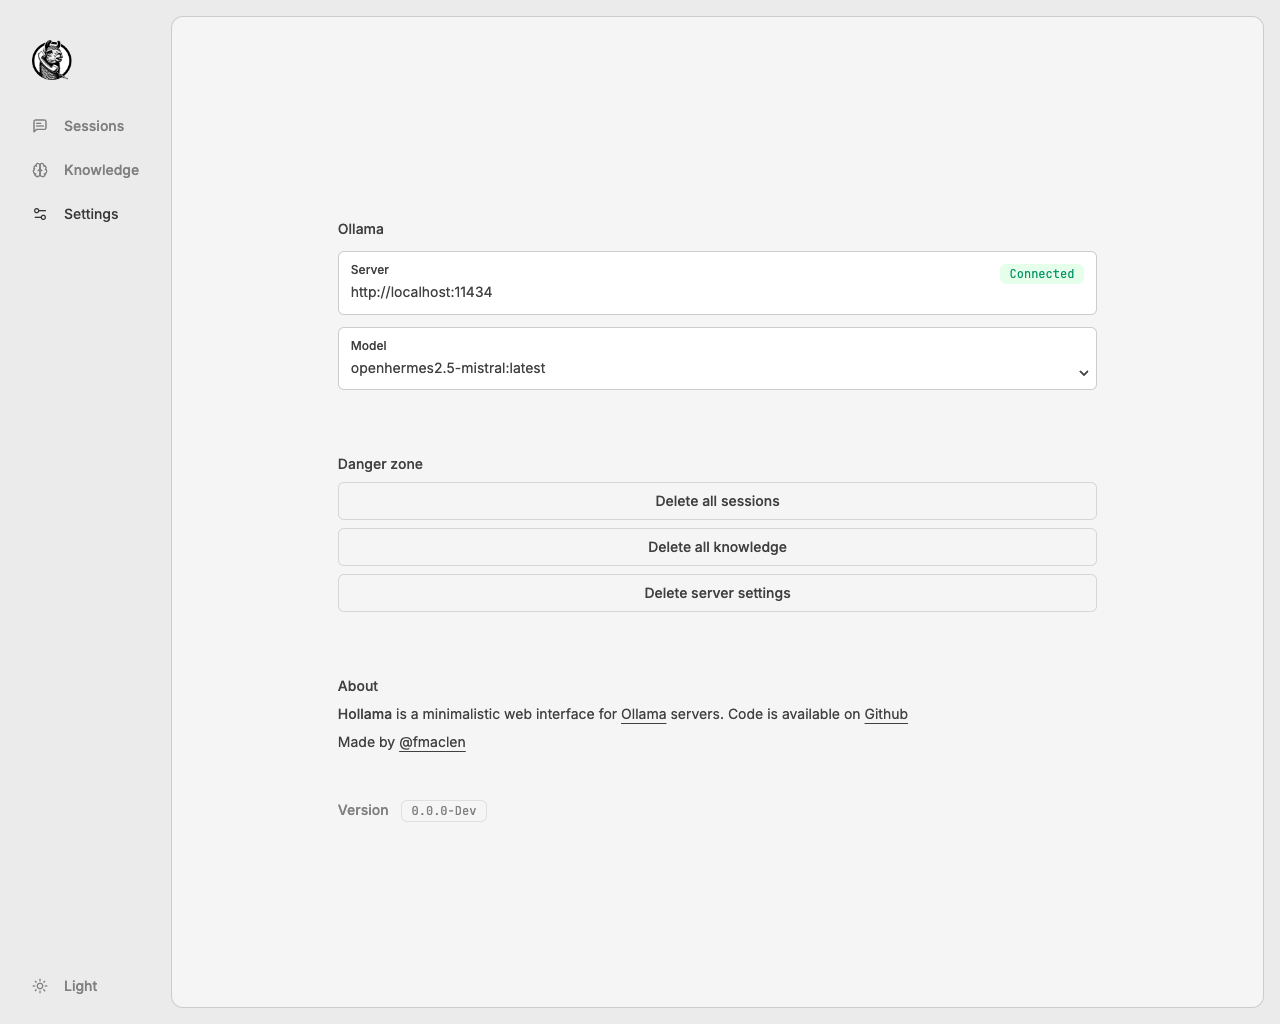 Sessions
Knowledge
Settings
Ollama
Server
Connected
http://localhost:11434
Model
openhermes2.5-mistral:latest
Danger zone
Delete all sessions
Delete all knowledge
Delete server settings
About
Hollama is a minimalistic web interface for Ollama servers. Code is available on Github
Made by @fmaclen
Version 0.0.0-Dev
Light